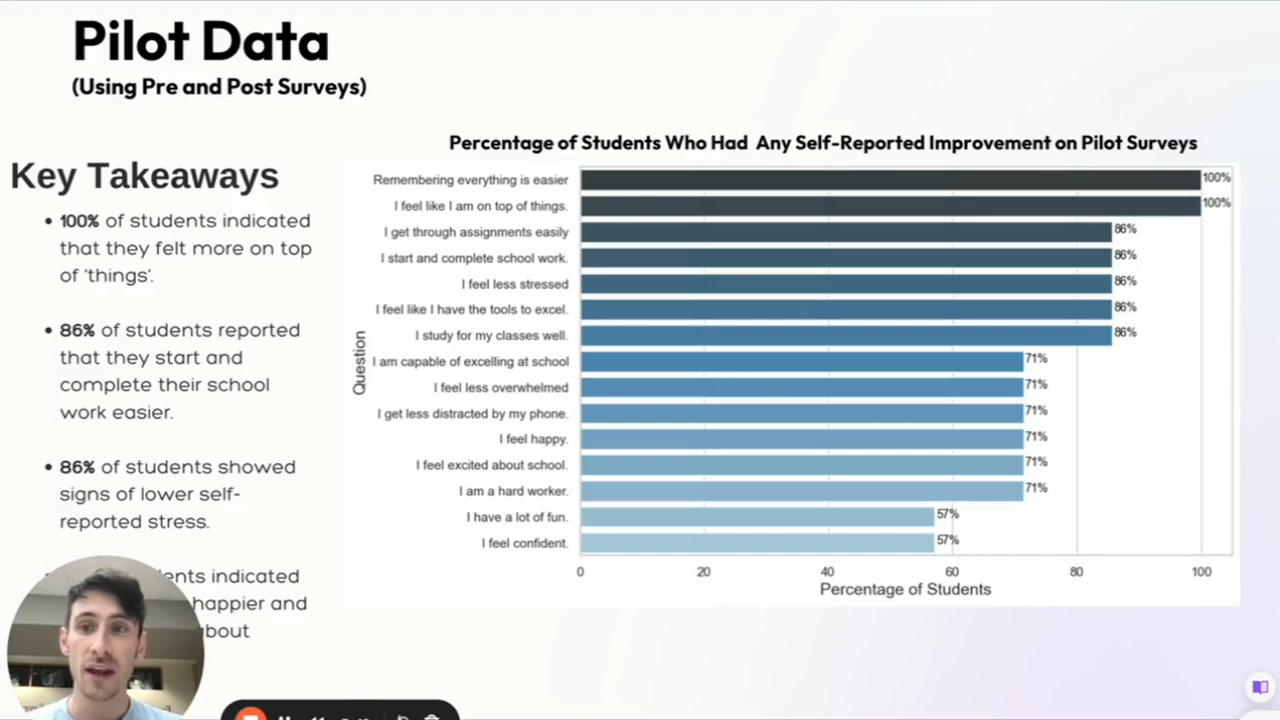 Pilot Data
(Using Pre and Post Surveys)
Key Takeaways
• 100% of students indicated
that they felt more on top
of 'things'.
• 86% of students reported
that they start and
complete their school
work easier.
• 86% of students showed
signs of lower self-
reported stress.
indicated
happier and
Percentage of Students Who Had Any Self-Reported Improvement on Pilot Surveys
Question
Remembering everything is easier 100%
I feel like I am on top of things. 100%
I get through assignments easily 86%
I start and complete school work. 86%
I feel less stressed 86%
I feel like I have the tools to excel. 86%
I study for my classes well. 86%
I am capable of excelling at school 71%
I feel less overwhelmed 71%
I get less distracted by my phone. 71%
I feel happy. 71%
I feel excited about school. 71%
I am a hard worker. 71%
I have a lot of fun. 57%
I feel confident. 57%
0 20 40 60 80 100
Percentage of Students